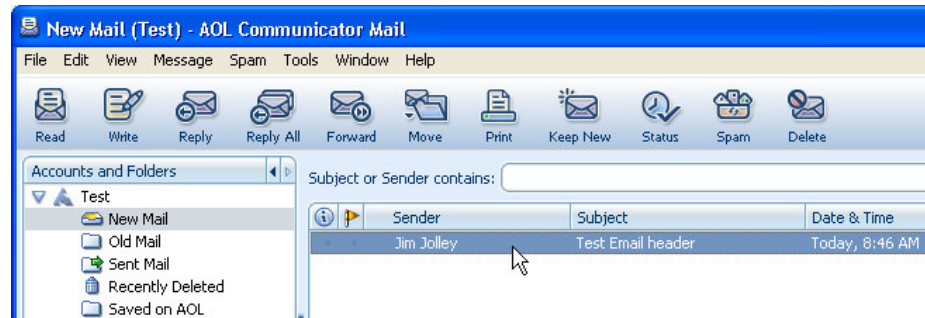 New Mail (Test) - AOL Communicator Mail
File Edit View Message Spam Tools Window Help
Read Write Reply Reply All Forward Move Print Keep New Status Spam Delete
Accounts and Folders
Test
New Mail
Old Mail
Sent Mail
Recently Deleted
Saved on AOL
Subject or Sender contains:
Sender Subject Date & Time
Jim Jolley Test Email header Today, 8:46 AM